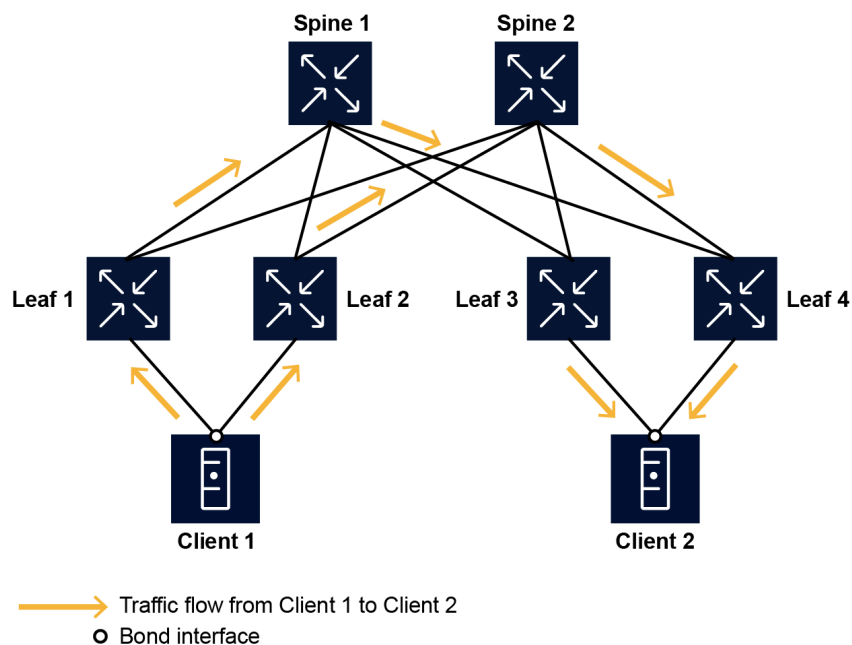 Spine 1
Spine 2
Leaf 1
Leaf 2
Leaf 3
Leaf 4
Client 1
Client 2
Traffic flow from Client 1 to Client 2
Bond interface